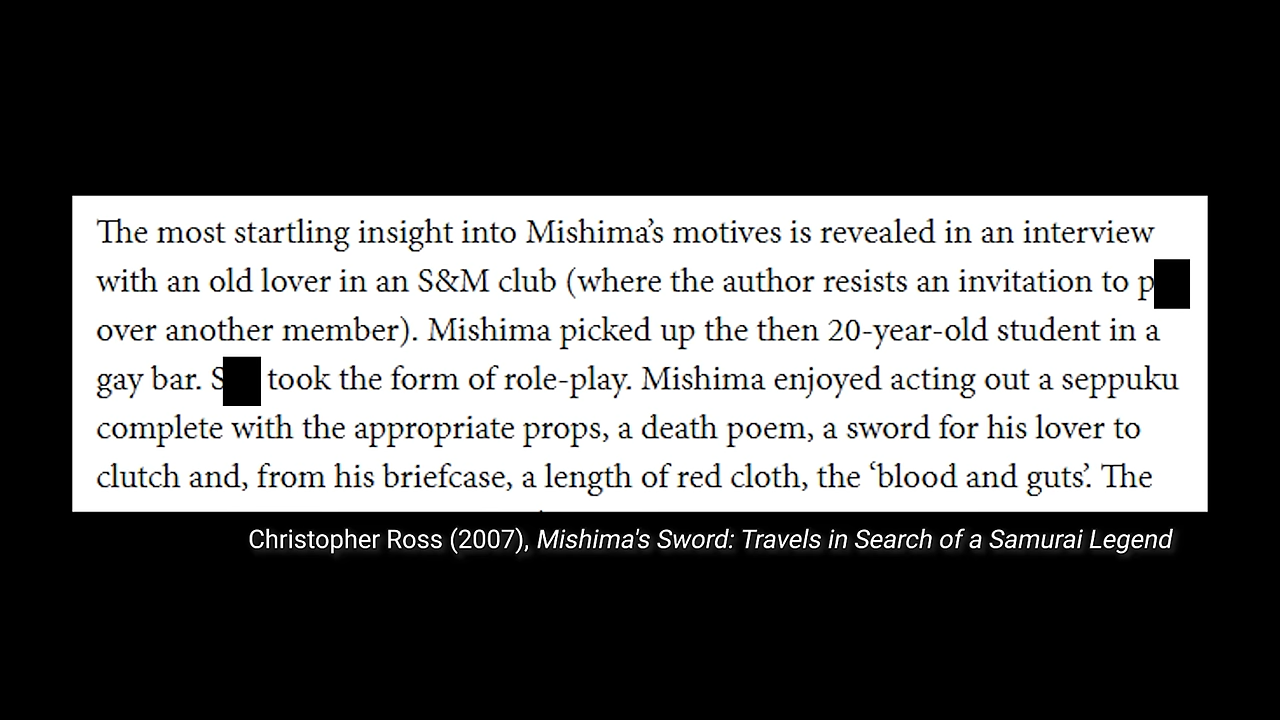 The most startling insight into Mishima’s motives is revealed in an interview
with an old lover in an S&M club (where the author resists an invitation to p
over another member). Mishima picked up the then 20-year-old student in a
gay bar. S took the form of role-play. Mishima enjoyed acting out a seppuku
complete with the appropriate props, a death poem, a sword for his lover to
clutch and, from his briefcase, a length of red cloth, the ‘blood and guts’. The
Christopher Ross (2007), Mishima's Sword: Travels in Search of a Samurai Legend